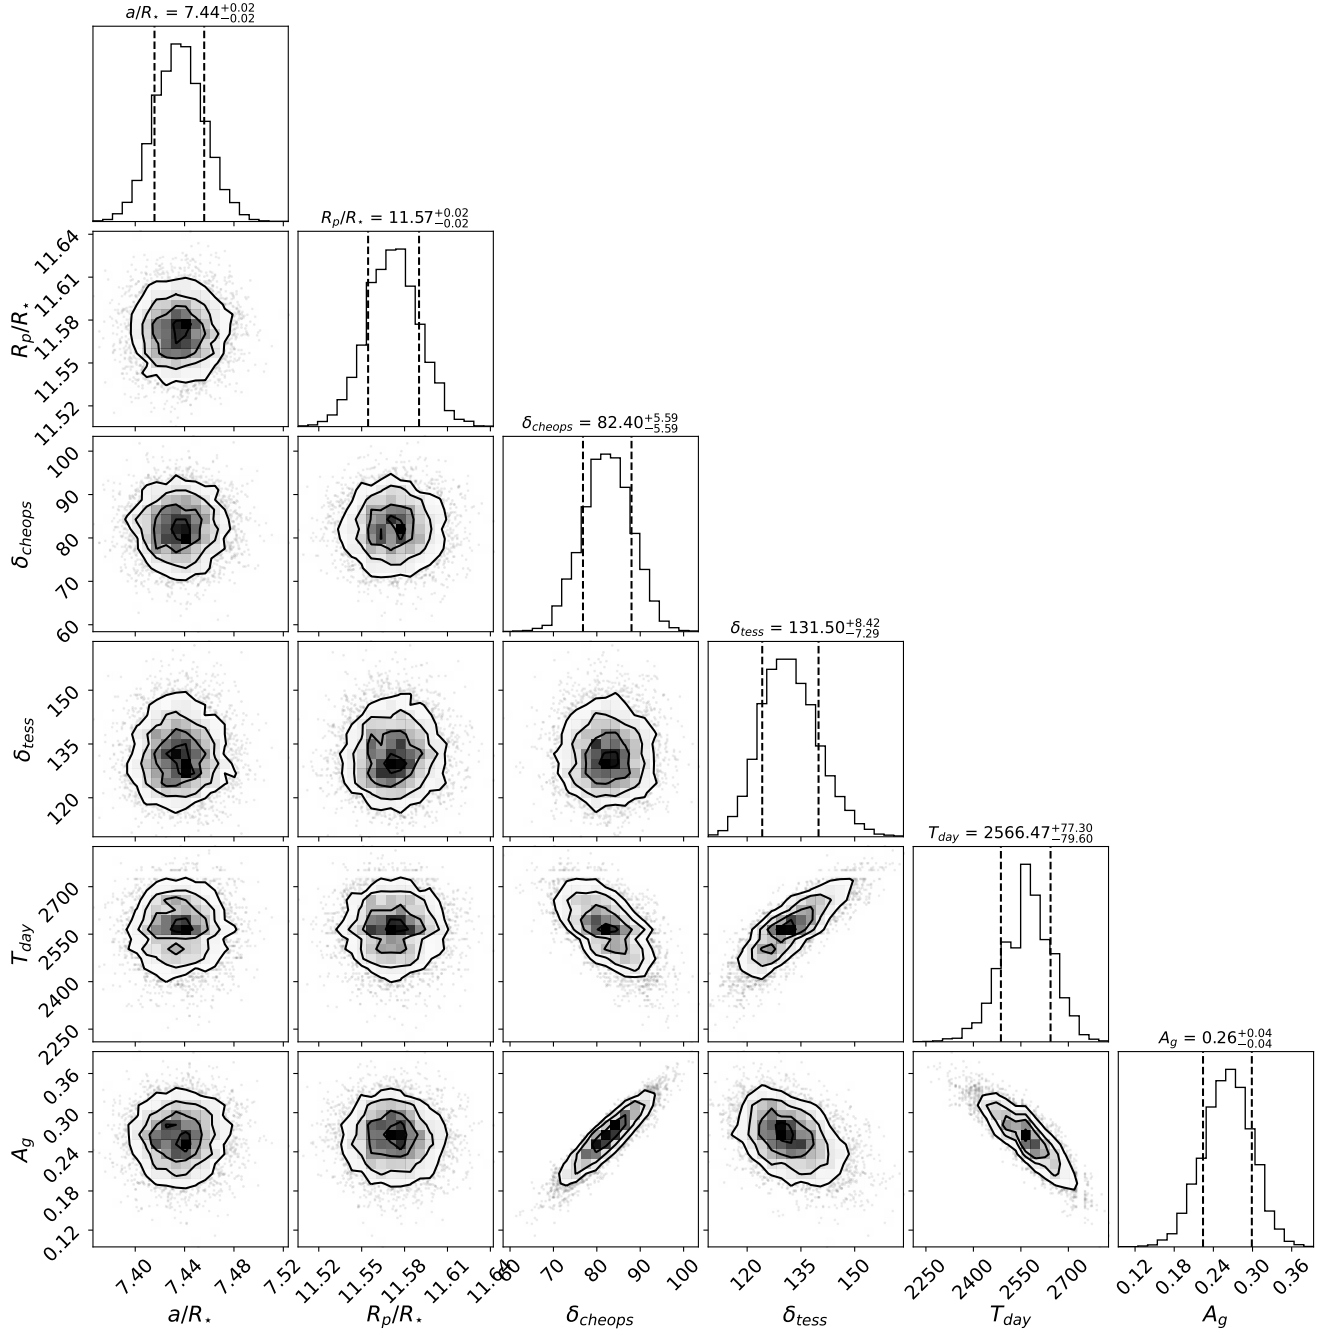 a/R⋆ = 7.44+0.02 −0.02
Rp/R⋆ = 11.57+0.02 −0.02
δcheops = 82.40+5.59 −5.59
δtess = 131.50+8.42 −7.29
Tday = 2566.47+77.30 −79.60
Ag = 0.26+0.04 −0.04
Rp/R⋆
11.64
11.61
11.58
11.55
11.52
δcheops
100
90
80
70
60
δtess
150
135
120
Tday
2700
2550
2400
2250
Ag
0.36
0.30
0.24
0.18
0.12
7.40 7.44 7.48 7.52
a/R⋆
11.52 11.55 11.58 11.61 11.64
Rp/R⋆
60 70 80 90 100
δcheops
120 135 150
δtess
2250 2400 2550 2700
Tday
0.12 0.18 0.24 0.30 0.36
Ag